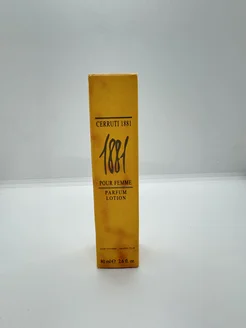 CERRUTI 1881
1881
POUR FEMME
PARFUM
LOTION